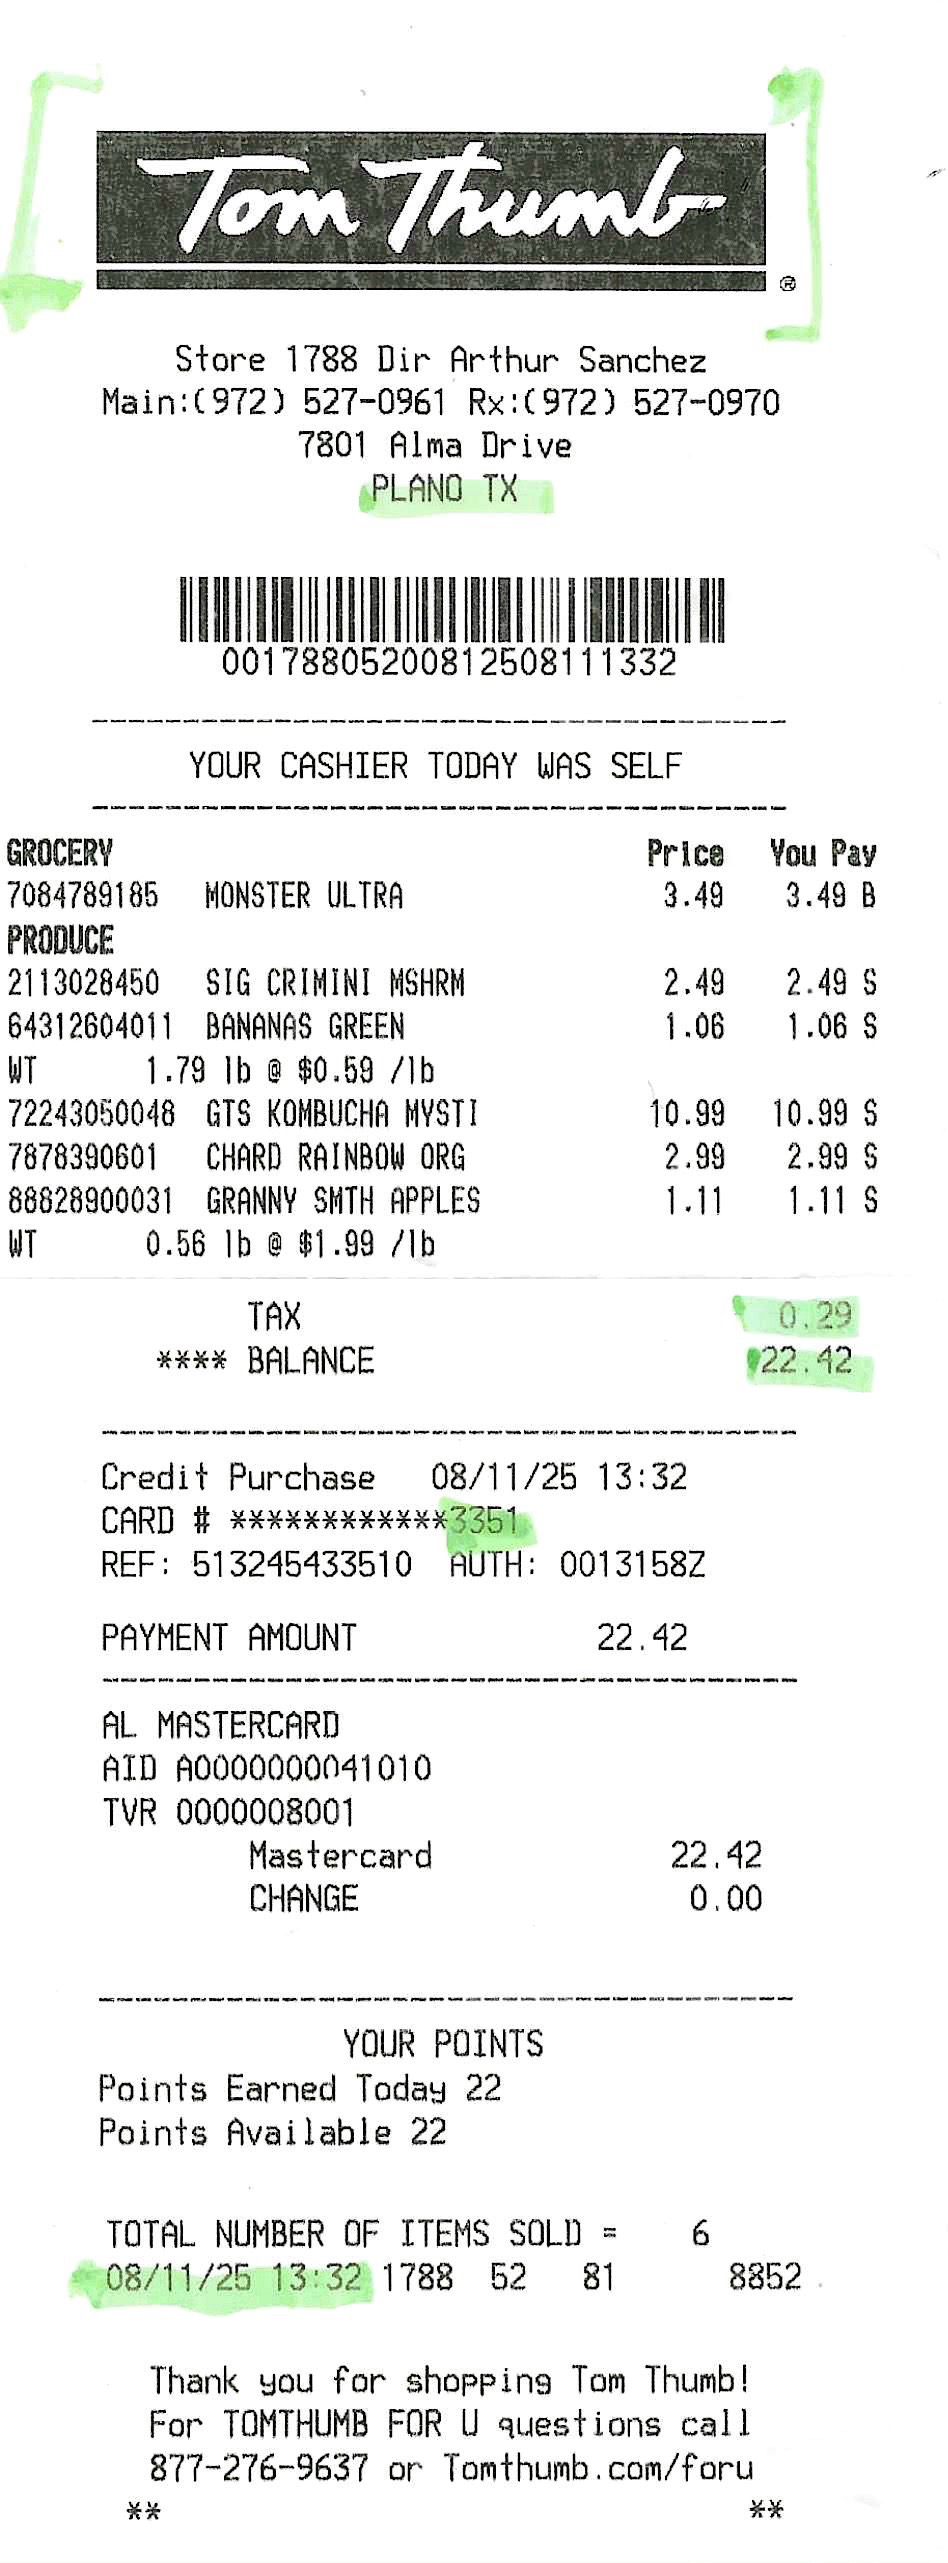 Tom Thumb
®
Store 1788 Dir Arthur Sanchez
Main:(972) 527-0961 Rx:(972) 527-0970
7801 Alma Drive
PLANO TX
00178805200812508111332
YOUR CASHIER TODAY WAS SELF
GROCERY Price You Pay
7084789185 MONSTER ULTRA 3.49 3.49 B
PRODUCE
2113028450 SIG CRIMINI MSHRM 2.49 2.49 S
64312604011 BANANAS GREEN 1.06 1.06 S
WT 1.79 lb @ $0.59 /lb
72243050048 GTS KOMBUCHA MYSTI 10.99 10.99 S
7878390601 CHARD RAINBOW ORG 2.99 2.99 S
88828900031 GRANNY SMTH APPLES 1.11 1.11 S
WT 0.56 lb @ $1.99 /lb
TAX 0.29
**** BALANCE 22.42
Credit Purchase 08/11/25 13:32
CARD # ************3351
REF: 513245433510 AUTH: 0013158Z
PAYMENT AMOUNT 22.42
AL MASTERCARD
AID A0000000041010
TVR 0000008001
Mastercard 22.42
CHANGE 0.00
YOUR POINTS
Points Earned Today 22
Points Available 22
TOTAL NUMBER OF ITEMS SOLD = 6
08/11/25 13:32 1788 52 81 8852
Thank you for shopping Tom Thumb!
For TOMTHUMB FOR U questions call
877-276-9637 or Tomthumb.com/foru
** **